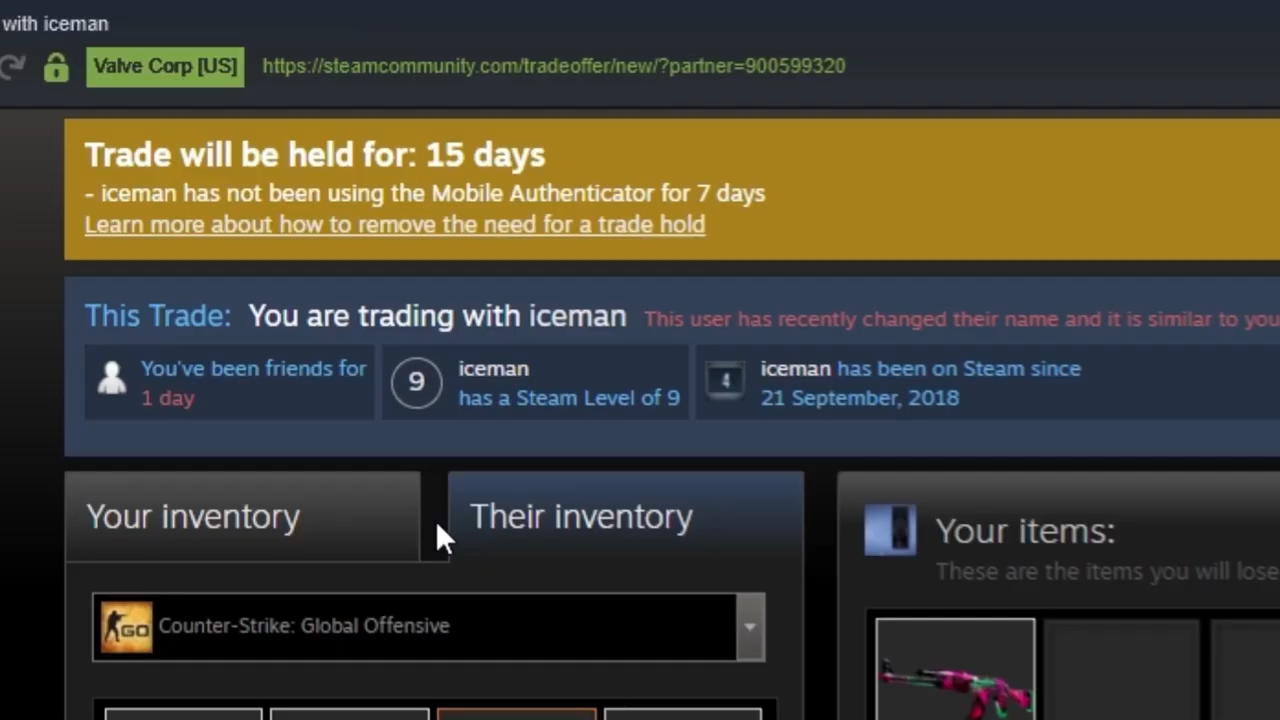 with iceman
Valve Corp [US] https://steamcommunity.com/tradeoffer/new/?partner=900599320
Trade will be held for: 15 days
- iceman has not been using the Mobile Authenticator for 7 days
Learn more about how to remove the need for a trade hold
This Trade: You are trading with iceman This user has recently changed their name and it is similar to you
You've been friends for
1 day
9
iceman
has a Steam Level of 9
4
iceman has been on Steam since
21 September, 2018
Your inventory
Their inventory
Your items:
These are the items you will lose
GO Counter-Strike: Global Offensive